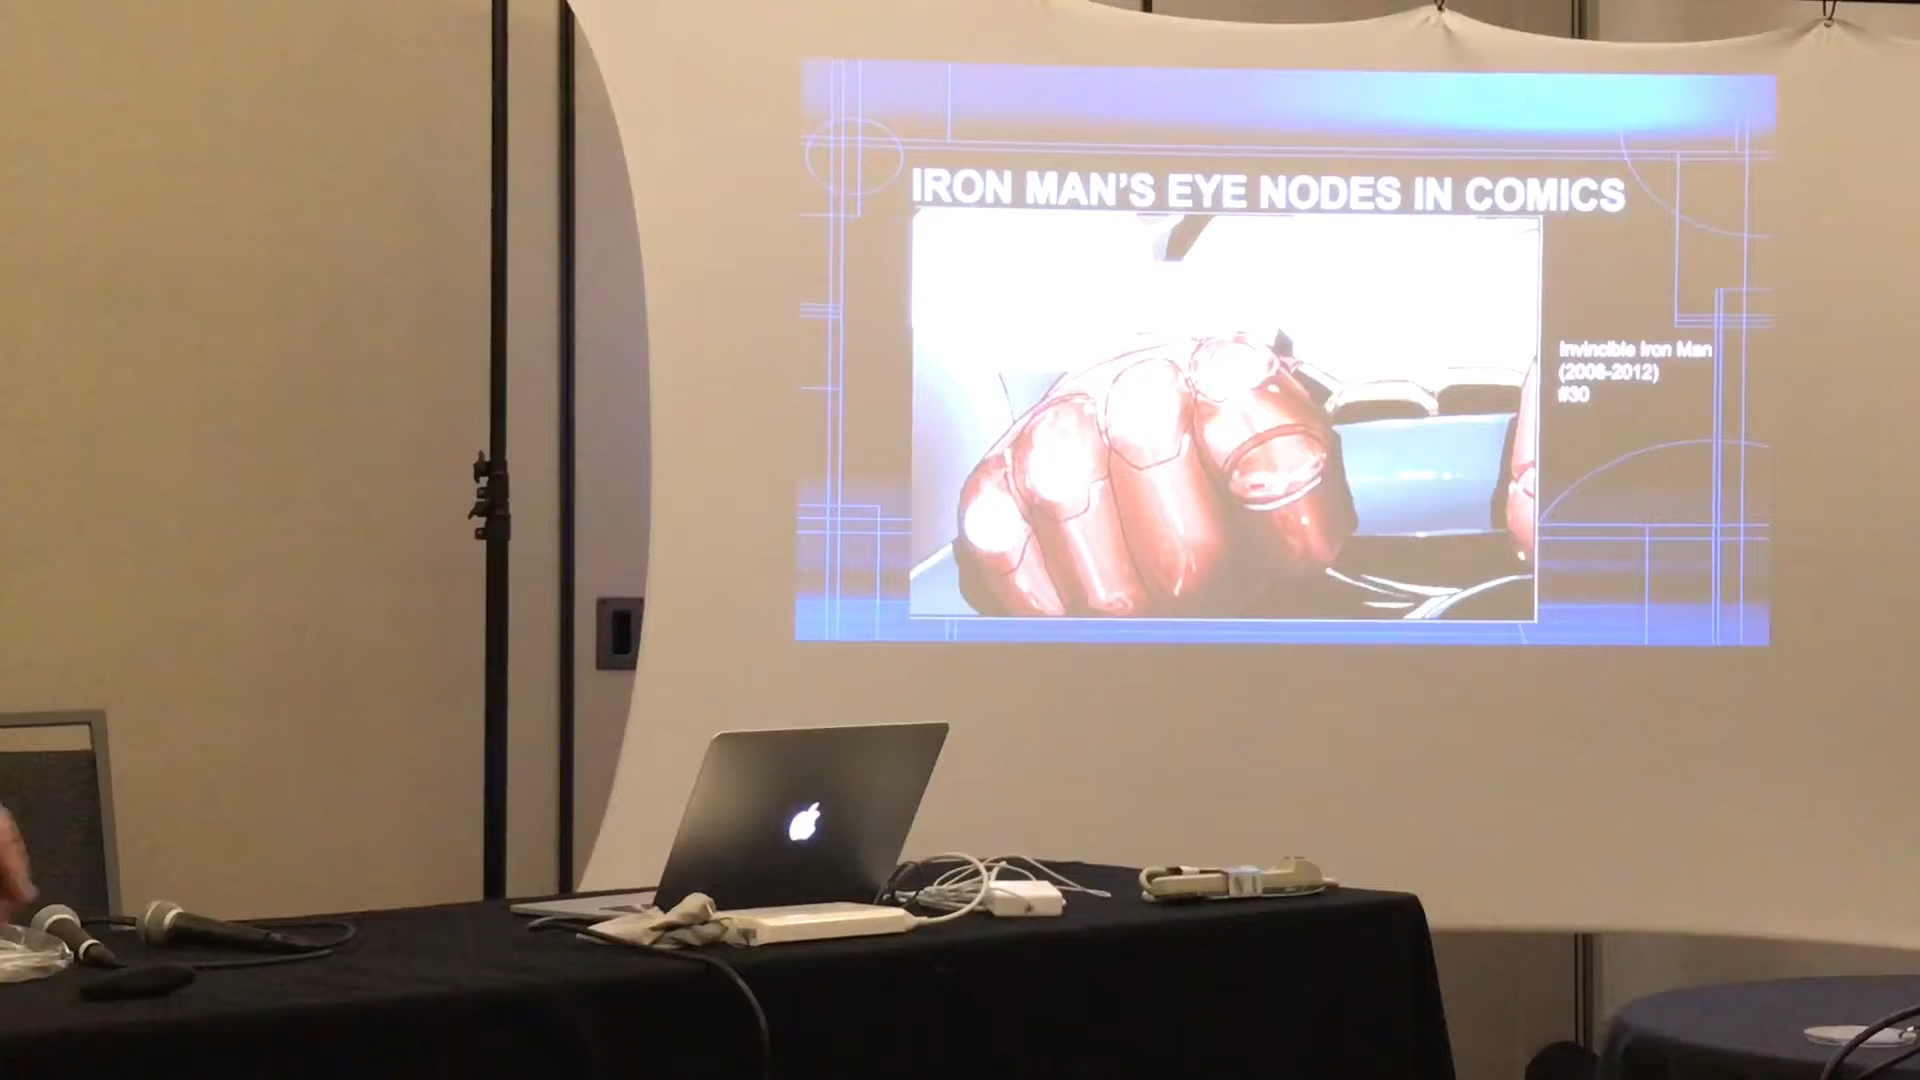 IRON MAN'S EYE NODES IN COMICS
Invincible Iron Man
(2008-2012)
#30